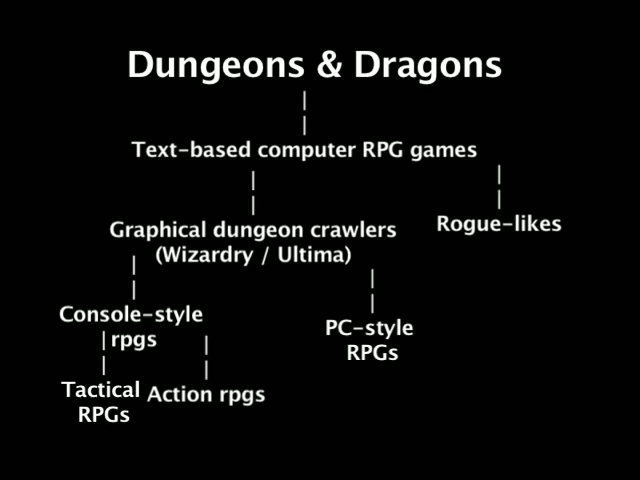 Dungeons & Dragons
Text-based computer RPG games
Graphical dungeon crawlers
(Wizardry / Ultima)
Rogue-likes
Console-style
rpgs
PC-style
RPGs
Tactical
RPGs
Action rpgs